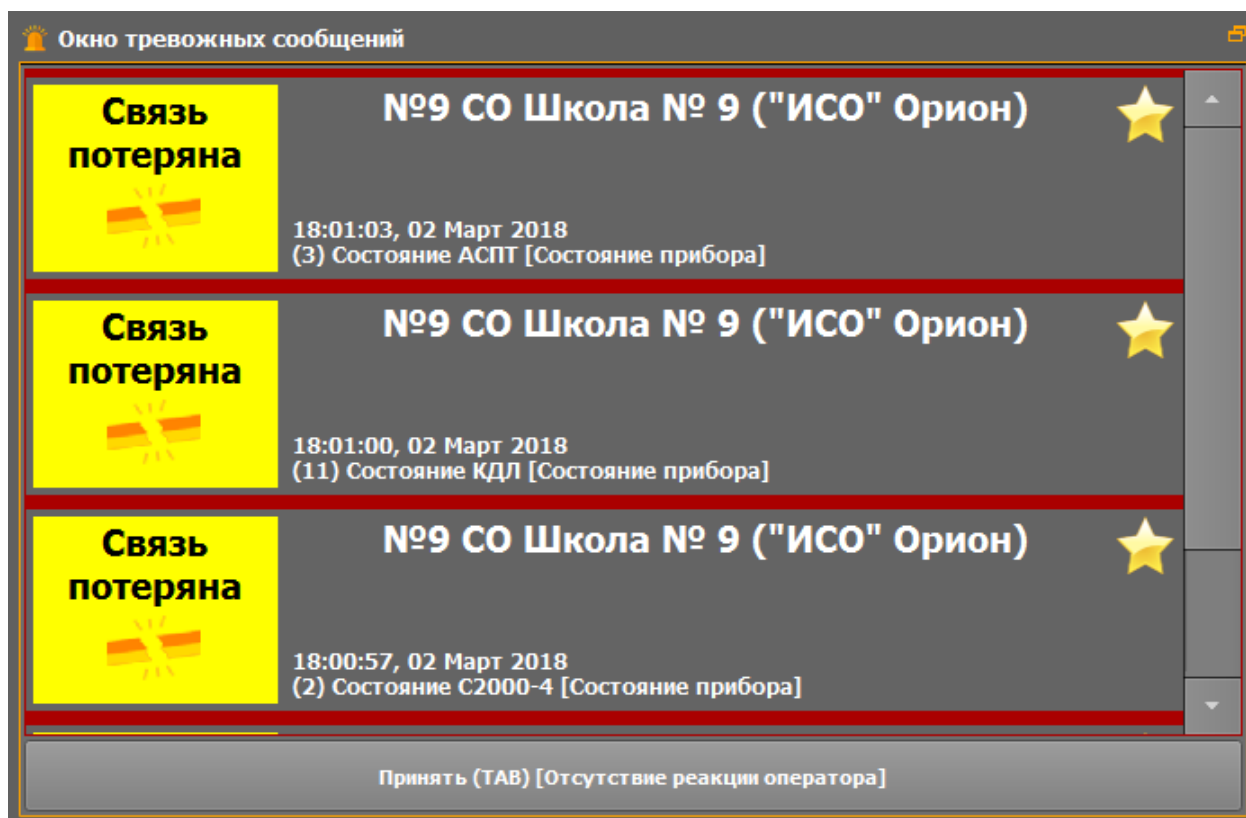 Окно тревожных сообщений
Связь
потеряна
№9 СО Школа № 9 ("ИСО" Орион)
18:01:03, 02 Март 2018
(3) Состояние АСПТ [Состояние прибора]
Связь
потеряна
№9 СО Школа № 9 ("ИСО" Орион)
18:01:00, 02 Март 2018
(11) Состояние КДЛ [Состояние прибора]
Связь
потеряна
№9 СО Школа № 9 ("ИСО" Орион)
18:00:57, 02 Март 2018
(2) Состояние С2000-4 [Состояние прибора]
Принять (TAB) [Отсутствие реакции оператора]